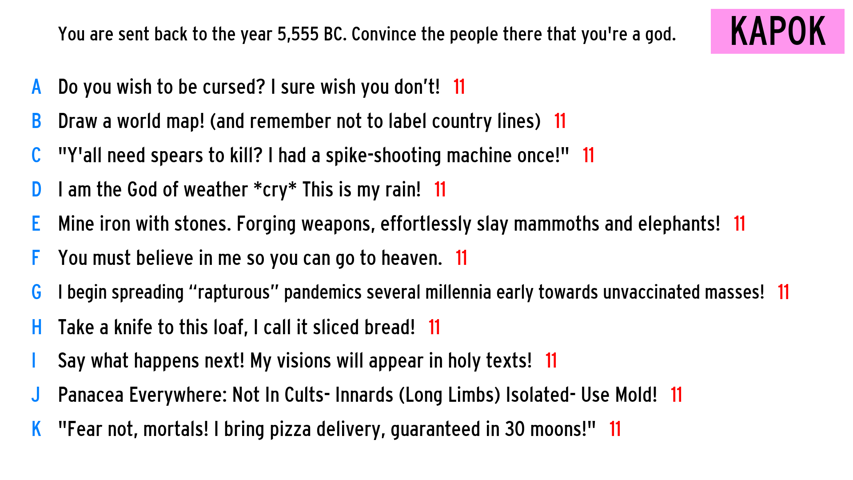 You are sent back to the year 5,555 BC. Convince the people there that you're a god.
KAPOK
A Do you wish to be cursed? I sure wish you don’t! 11
B Draw a world map! (and remember not to label country lines) 11
C "Y'all need spears to kill? I had a spike-shooting machine once!" 11
D I am the God of weather *cry* This is my rain! 11
E Mine iron with stones. Forging weapons, effortlessly slay mammoths and elephants! 11
F You must believe in me so you can go to heaven. 11
G I begin spreading “rapturous” pandemics several millennia early towards unvaccinated masses! 11
H Take a knife to this loaf, I call it sliced bread! 11
I Say what happens next! My visions will appear in holy texts! 11
J Panacea Everywhere: Not In Cults- Innards (Long Limbs) Isolated- Use Mold! 11
K "Fear not, mortals! I bring pizza delivery, guaranteed in 30 moons!" 11